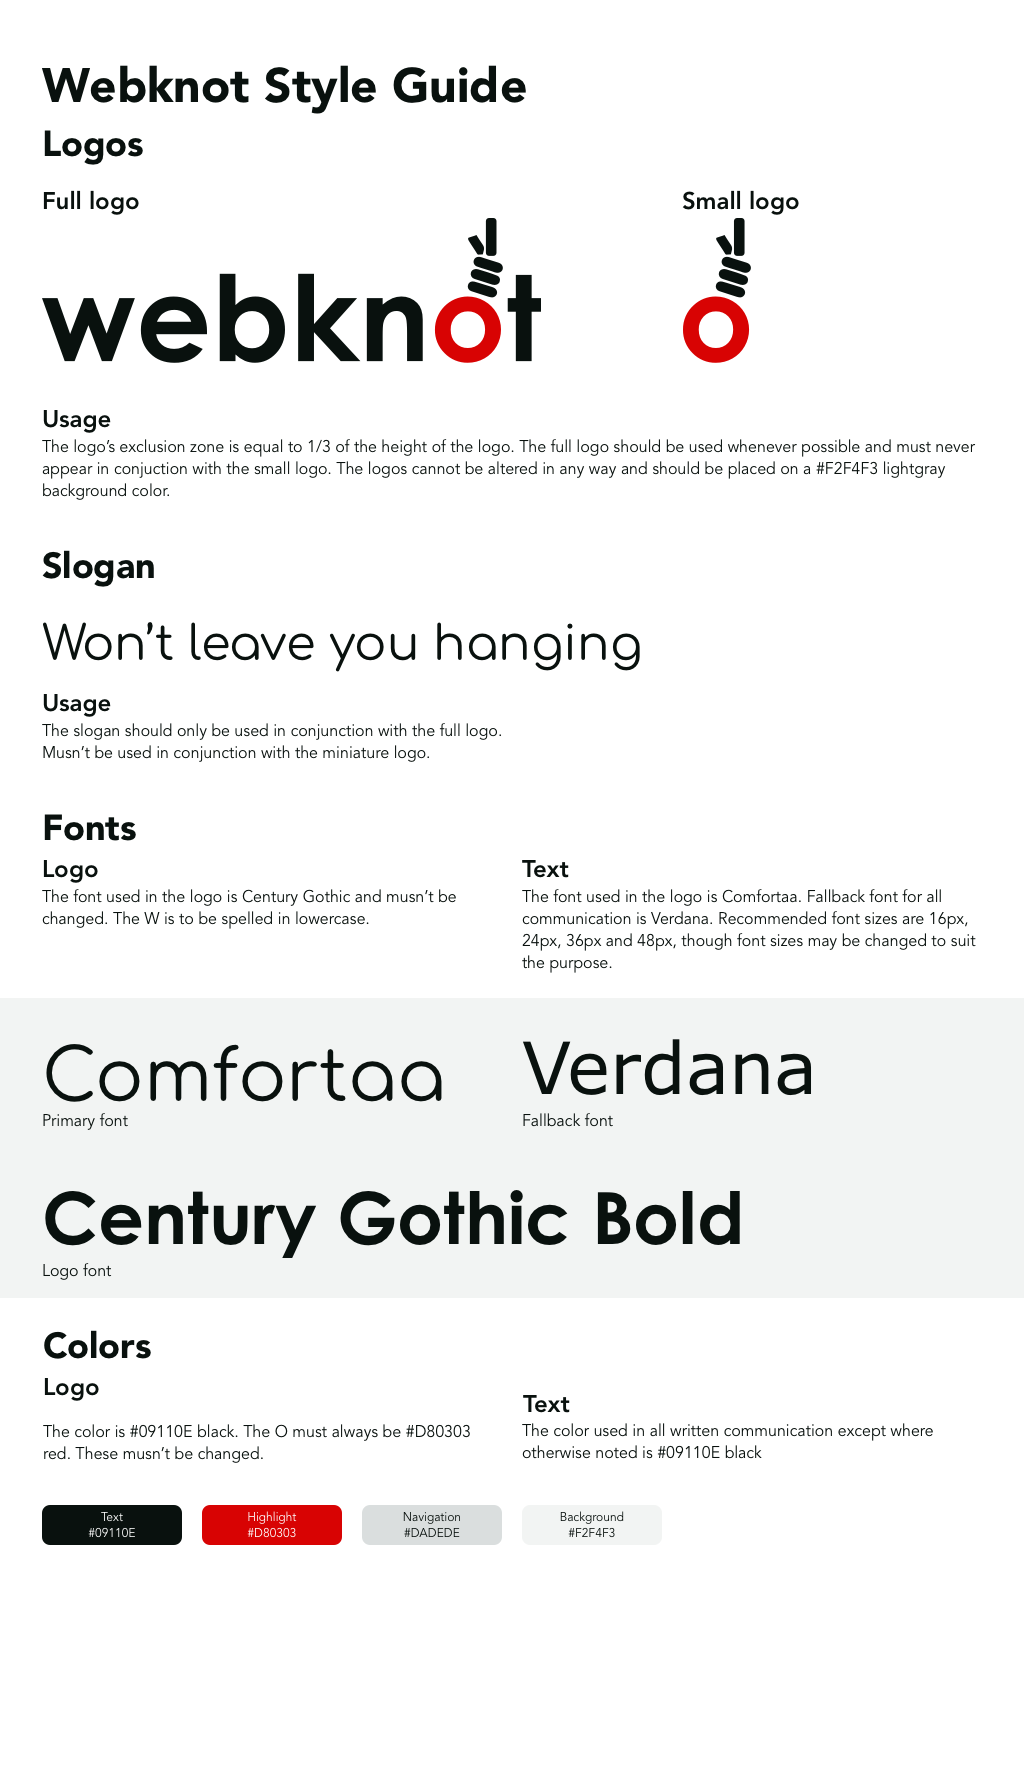 Webknot Style Guide
Logos
Full logo
Small logo
webknot
o
Usage
The logo’s exclusion zone is equal to 1/3 of the height of the logo. The full logo should be used whenever possible and must never
appear in conjuction with the small logo. The logos cannot be altered in any way and should be placed on a #F2F4F3 lightgray
background color.
Slogan
Won’t leave you hanging
Usage
The slogan should only be used in conjunction with the full logo.
Musn’t be used in conjunction with the miniature logo.
Fonts
Logo
The font used in the logo is Century Gothic and musn’t be
changed. The W is to be spelled in lowercase.
Text
The font used in the logo is Comfortaa. Fallback font for all
communication is Verdana. Recommended font sizes are 16px,
24px, 36px and 48px, though font sizes may be changed to suit
the purpose.
Comfortaa
Primary font
Verdana
Fallback font
Century Gothic Bold
Logo font
Colors
Logo
The color is #09110E black. The O must always be #D80303
red. These musn’t be changed.
Text
The color used in all written communication except where
otherwise noted is #09110E black
Text
#09110E
Highlight
#D80303
Navigation
#DADEDE
Background
#F2F4F3